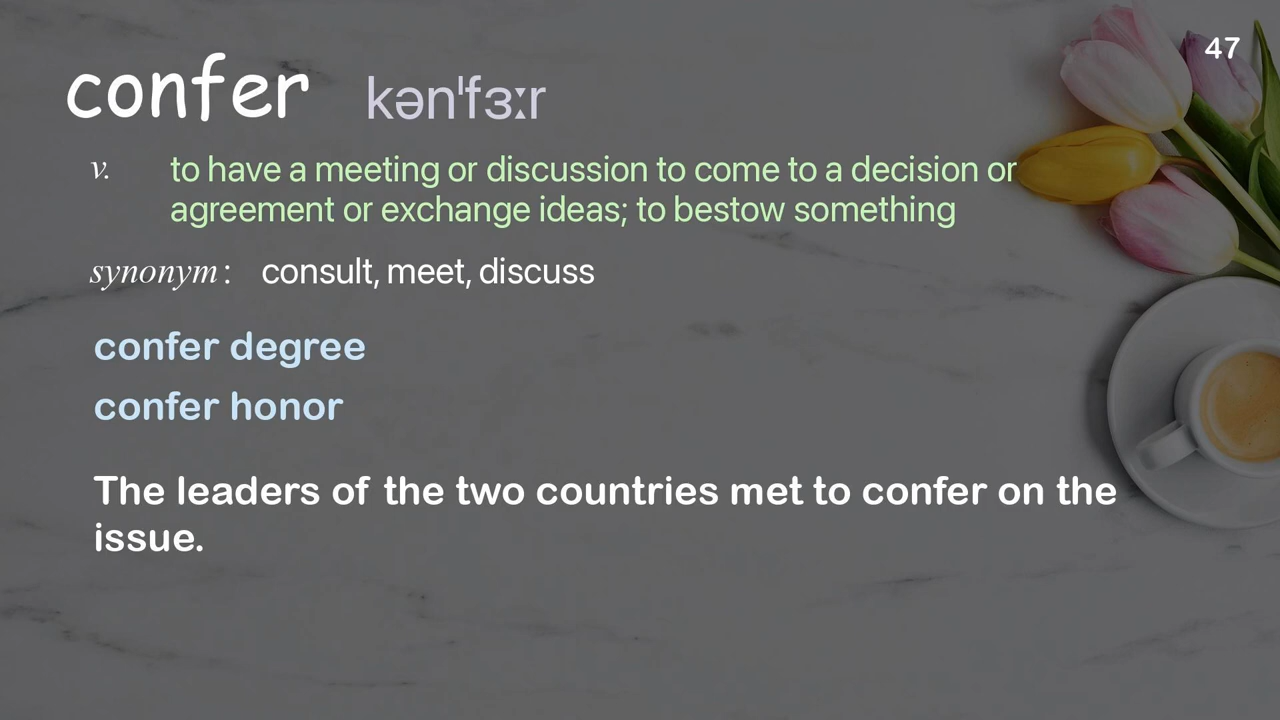 47
confer kənˈfɜːr
v. to have a meeting or discussion to come to a decision or
agreement or exchange ideas; to bestow something
synonym: consult, meet, discuss
confer degree
confer honor
The leaders of the two countries met to confer on the
issue.